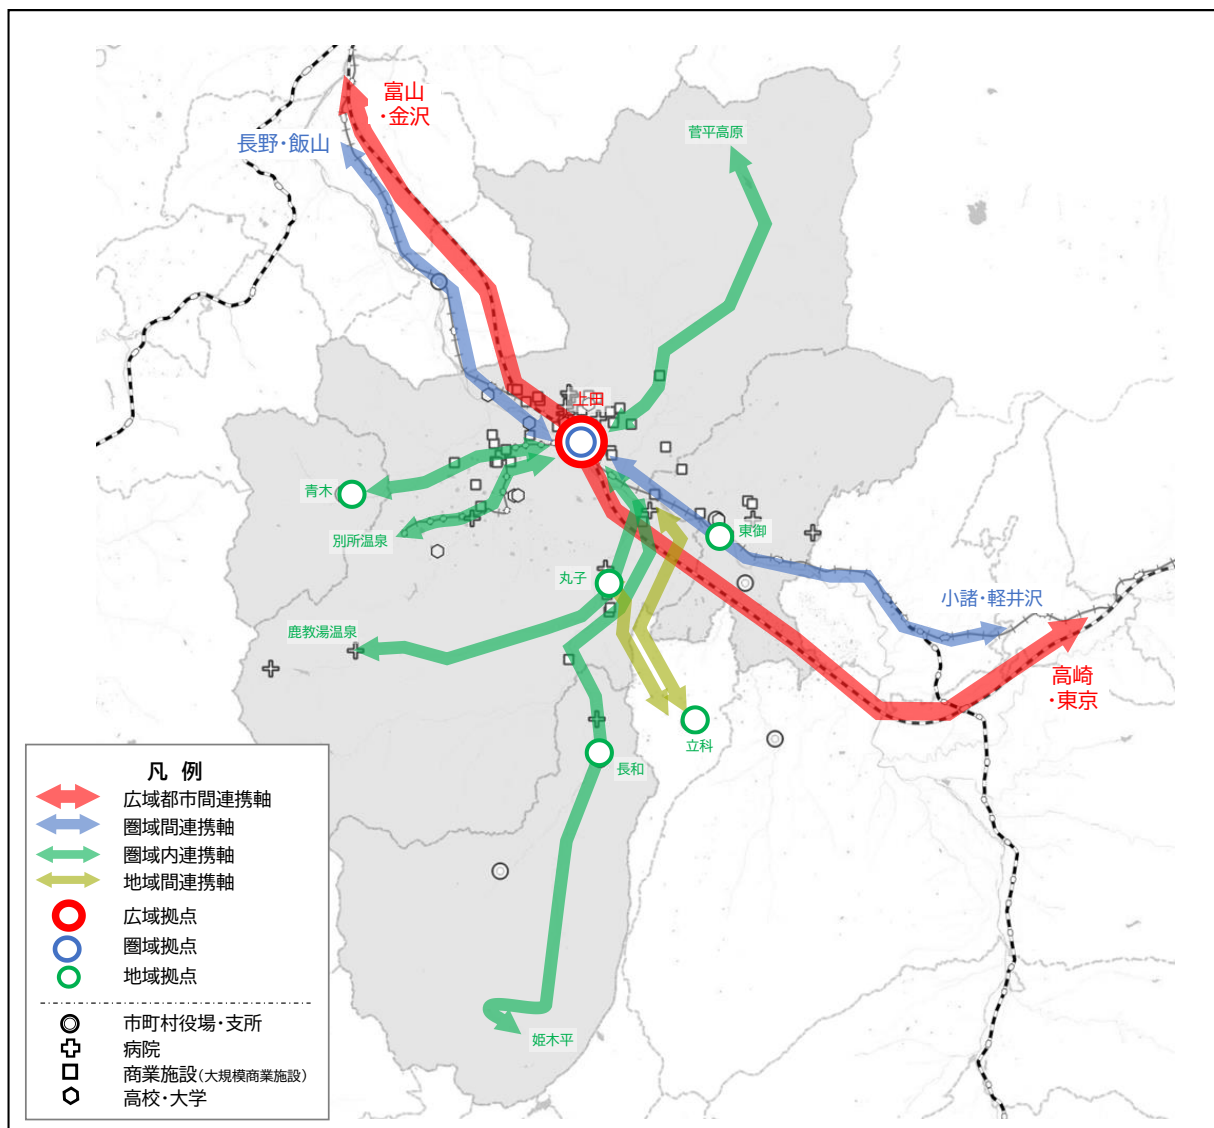 富山
・金沢
長野・飯山
菅平高原
上田
青木
別所温泉
東御
丸子
小諸・軽井沢
鹿教湯温泉
高崎
・東京
立科
長和
姫木平
凡 例
広域都市間連携軸
圏域間連携軸
圏域内連携軸
地域間連携軸
広域拠点
圏域拠点
地域拠点
市町村役場・支所
病院
商業施設(大規模商業施設)
高校・大学